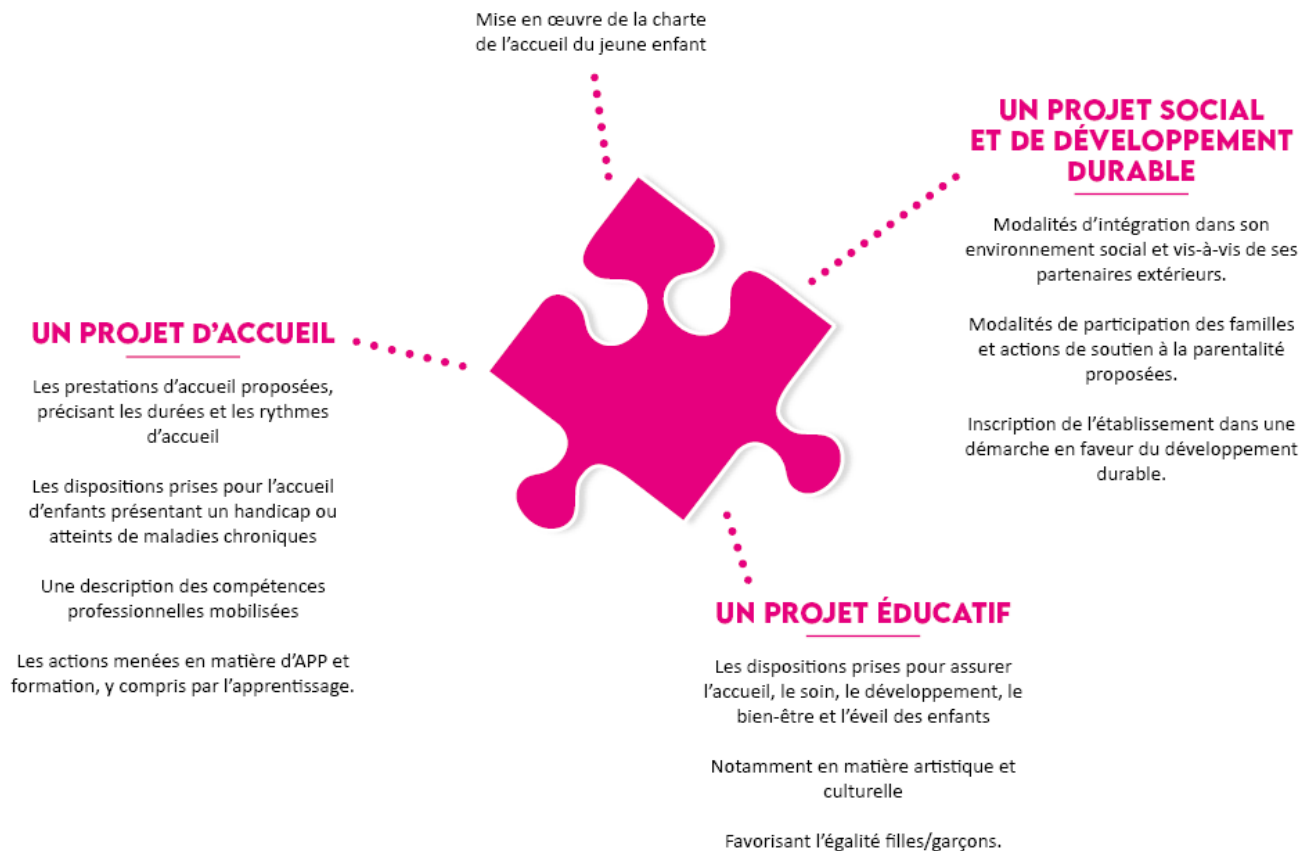 Mise en œuvre de la charte
de l’accueil du jeune enfant
UN PROJET SOCIAL
ET DE DÉVELOPPEMENT
DURABLE
Modalités d’intégration dans son
environnement social et vis-à-vis de ses
partenaires extérieurs.
Modalités de participation des familles
et actions de soutien à la parentalité
proposées.
Inscription de l’établissement dans une
démarche en faveur du développement
durable.
UN PROJET D’ACCUEIL
Les prestations d’accueil proposées,
précisant les durées et les rythmes
d’accueil
Les dispositions prises pour l’accueil
d’enfants présentant un handicap ou
atteints de maladies chroniques
Une description des compétences
professionnelles mobilisées
Les actions menées en matière d’APP et
formation, y compris par l’apprentissage.
UN PROJET ÉDUCATIF
Les dispositions prises pour assurer
l’accueil, le soin, le développement, le
bien-être et l’éveil des enfants
Notamment en matière artistique et
culturelle
Favorisant l’égalité filles/garçons.